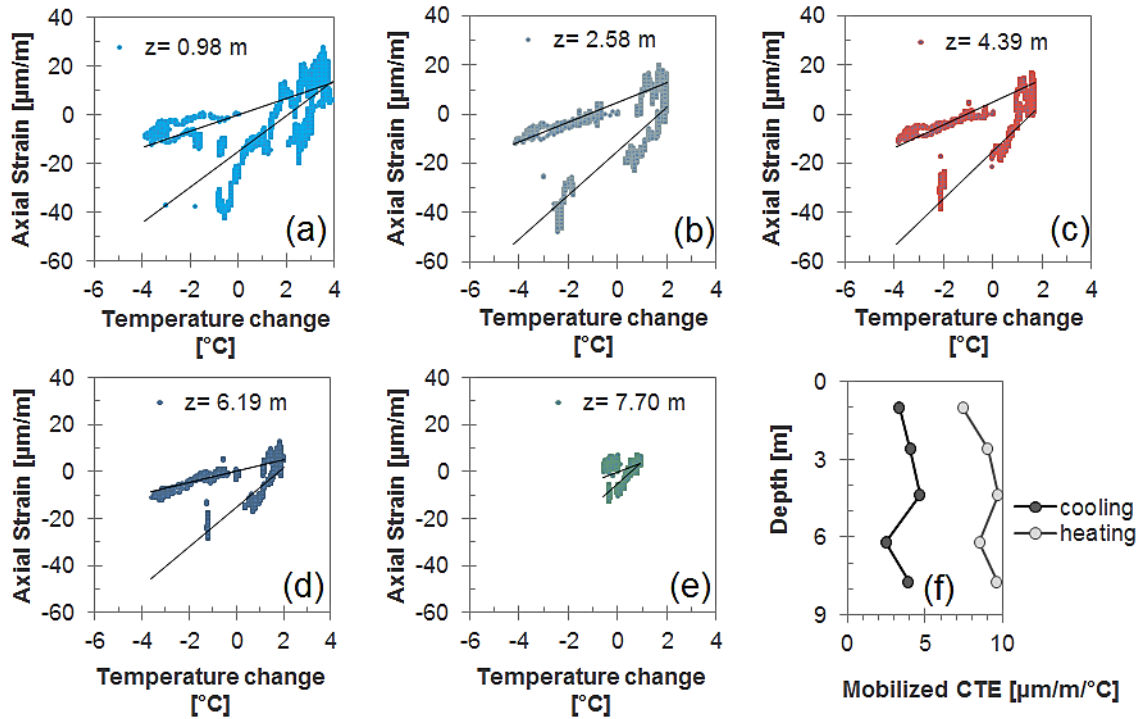 40
20
0
-20
-40
-60
Axial Strain [µm/m]
z= 0.98 m
(a)
-6 -4 -2 0 2 4
Temperature change
[°C]
40
20
0
-20
-40
-60
Axial Strain [µm/m]
z= 2.58 m
(b)
-6 -4 -2 0 2 4
Temperature change
[°C]
40
20
0
-20
-40
-60
Axial Strain [µm/m]
z= 4.39 m
(c)
-6 -4 -2 0 2 4
Temperature change
[°C]
40
20
0
-20
-40
-60
Axial Strain [µm/m]
z= 6.19 m
(d)
-6 -4 -2 0 2 4
Temperature change
[°C]
40
20
0
-20
-40
-60
Axial Strain [µm/m]
z= 7.70 m
(e)
-6 -4 -2 0 2 4
Temperature change
[°C]
0
3
6
9
Depth [m]
cooling
heating
(f)
0 5 10
Mobilized CTE [µm/m/°C]